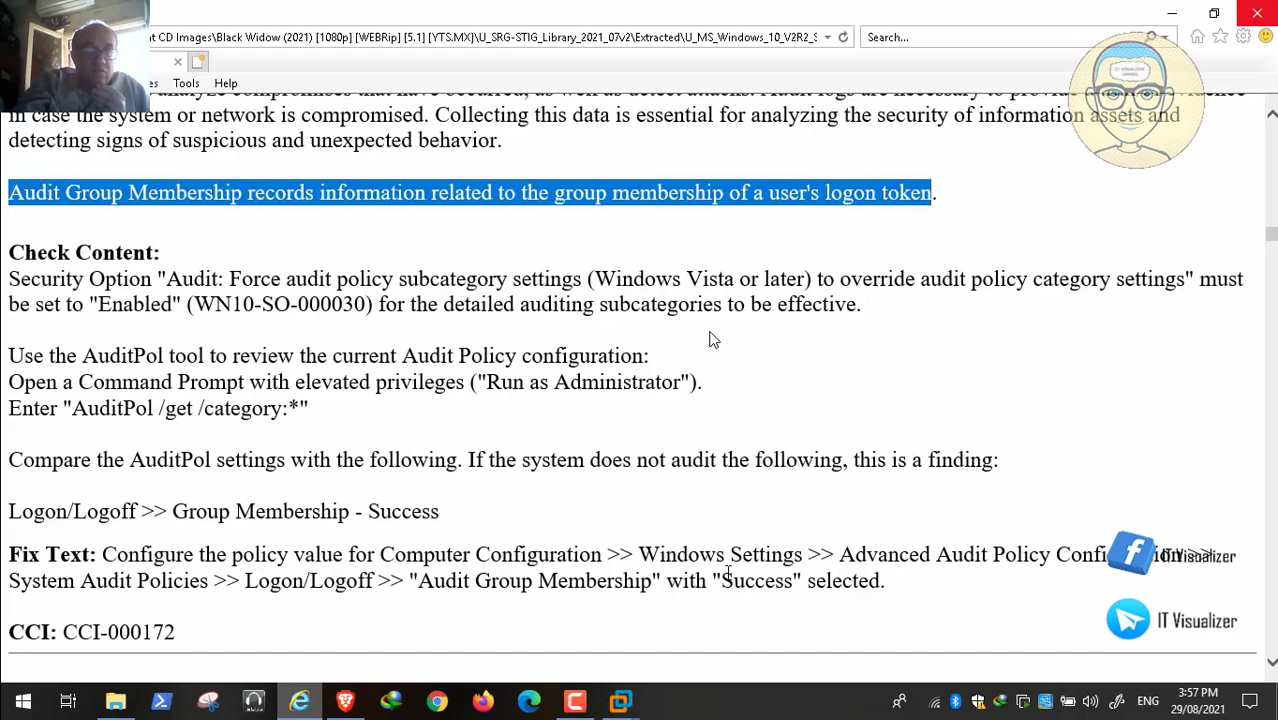 ıt CD Images\Black Widow (2021) [1080p] [WEBRip] [5.1] [YTS.MX]\U_SRG-STIG_Library_2021_07v2\Extracted\U_MS_Windows_10_V2R2_S
Search...
Tools Help
IT VISUALIZER
CHANNEL
in case the system or network is compromised. Collecting this data is essential for analyzing the security of information assets and
detecting signs of suspicious and unexpected behavior.
Audit Group Membership records information related to the group membership of a user's logon token.
Check Content:
Security Option "Audit: Force audit policy subcategory settings (Windows Vista or later) to override audit policy category settings" must
be set to "Enabled" (WN10-SO-000030) for the detailed auditing subcategories to be effective.
Use the AuditPol tool to review the current Audit Policy configuration:
Open a Command Prompt with elevated privileges ("Run as Administrator").
Enter "AuditPol /get /category:*"
Compare the AuditPol settings with the following. If the system does not audit the following, this is a finding:
Logon/Logoff >> Group Membership - Success
Fix Text: Configure the policy value for Computer Configuration >> Windows Settings >> Advanced Audit Policy Configuration >>
IT Visualizer
System Audit Policies >> Logon/Logoff >> "Audit Group Membership" with "Success" selected.
IT Visualizer
CCI: CCI-000172
ENG
3:57 PM
29/08/2021